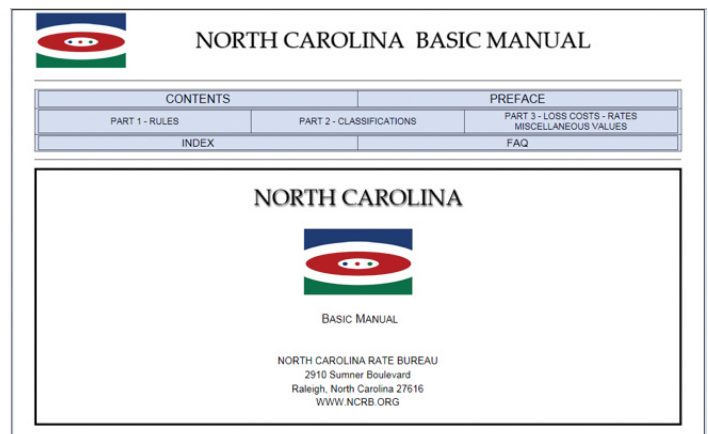 NORTH CAROLINA BASIC MANUAL
CONTENTS
PREFACE
PART 1 - RULES
PART 2 - CLASSIFICATIONS
PART 3 - LOSS COSTS - RATES
MISCELLANEOUS VALUES
INDEX
FAQ
NORTH CAROLINA
BASIC MANUAL
NORTH CAROLINA RATE BUREAU
2910 Sumner Boulevard
Raleigh, North Carolina 27616
WWW.NCRB.ORG